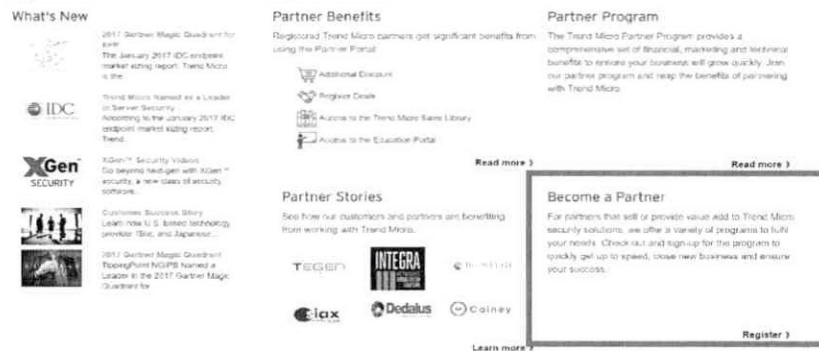 What's New
2017 Gartner Magic Quadrant for
The January 2017 IDC endpoint
market sizing report, Trend Micro
is the
IDC
Trend Micro Named as a Leader
in Server Security
According to the January 2017 IDC
endpoint market sizing report,
Trend
XGen
SECURITY
XGen™ Security Videos
Go beyond next-gen with XGen™
security, a new class of security
software
Customer Success Story
Learn how U.S. based technology
provider and Japanese
2017 Gartner Magic Quadrant
TippingPoint NGIPS Named a
Leader in the 2017 Gartner Magic
Quadrant for
Partner Benefits
Registered Trend Micro partners get significant benefits from
using the Partner Portal:
Additional Discount
Register Deals
Access to the Trend Micro Sales Library
Access to the Education Portal
Read more ›
Partner Program
The Trend Micro Partner Program provides a
comprehensive set of financial, marketing and technical
benefits to ensure your business will grow quickly. Join
our partner program and reap the benefits of partnering
with Trend Micro.
Read more ›
Partner Stories
See how our customers and partners are benefiting
from working with Trend Micro.
TEGEN
INTEGRA
iax
Dedalus
Coiney
Learn more ›
Become a Partner
For partners that sell or provide value add to Trend Micro
security solutions, we offer a variety of programs to fulfil
your needs. Check out and sign-up for the program to
quickly get up to speed, close new business and ensure
your success.
Register ›